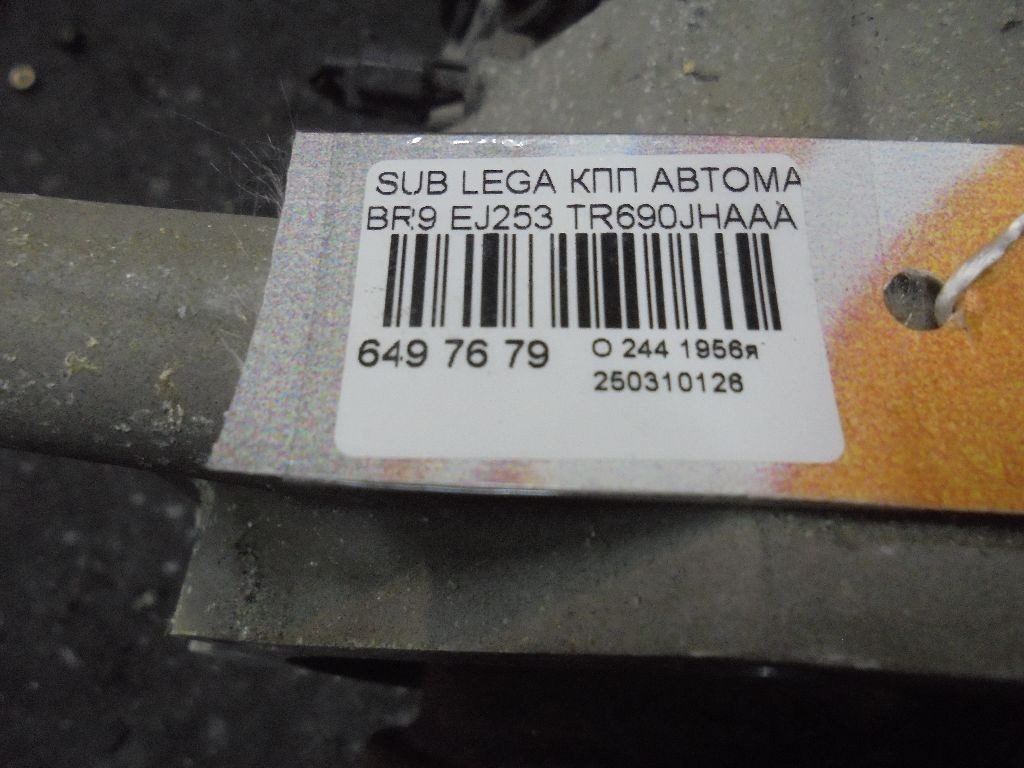 SUB LEGA КПП АВТОМА
BR9 EJ253 TR690JHAAA
649 76 79
О 244 1956я
250310126